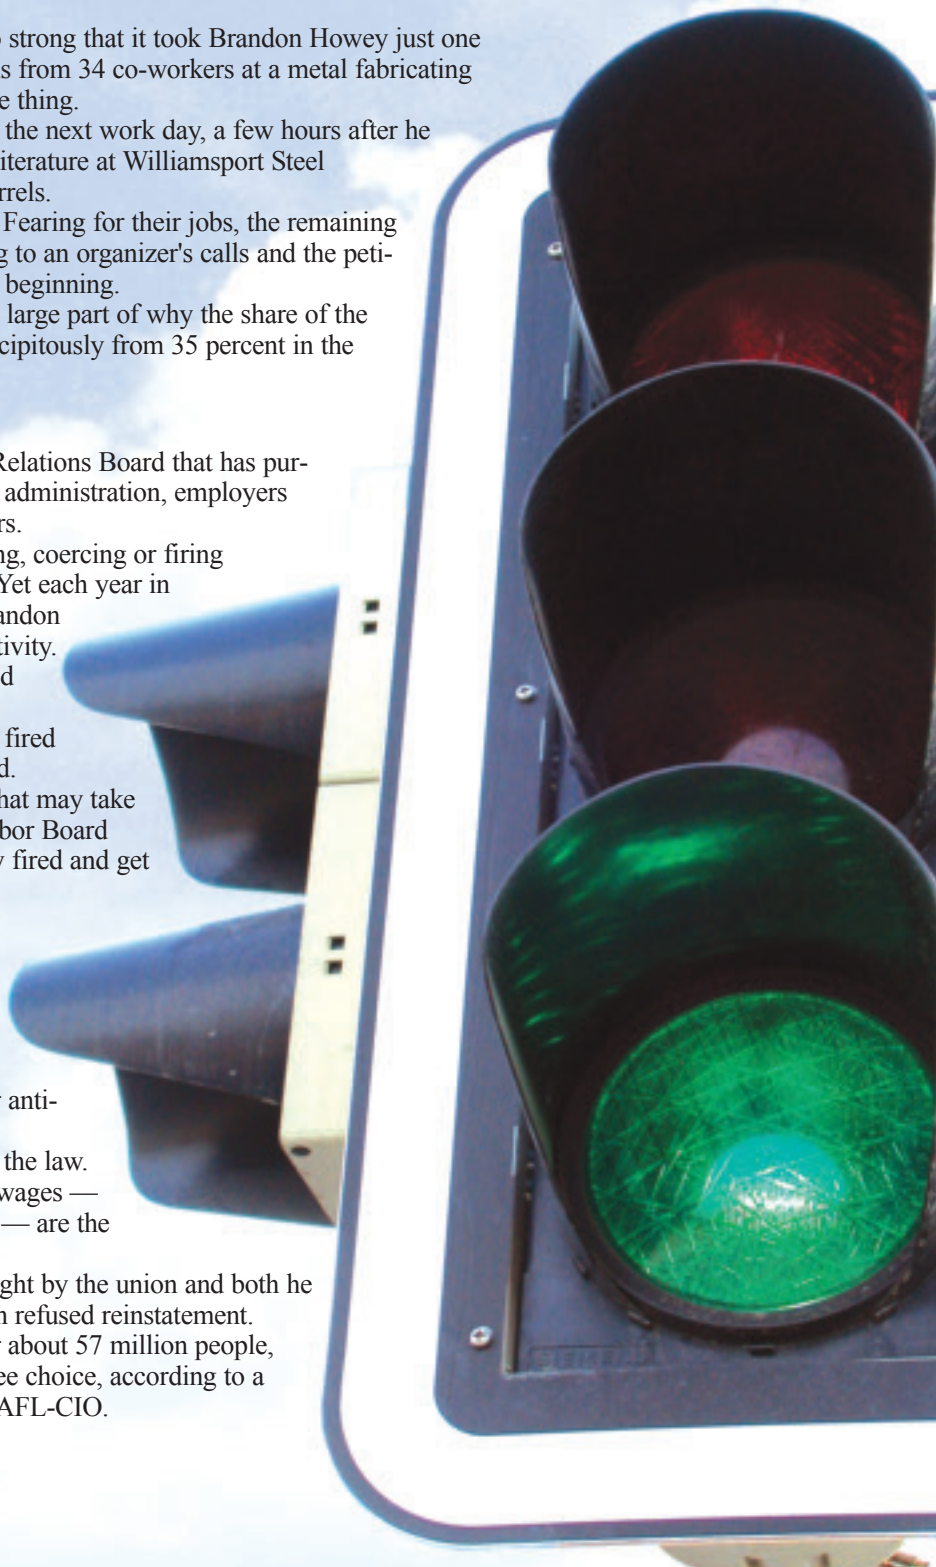 strong that it took Brandon Howey just one
s from 34 co-workers at a metal fabricating
e thing.
the next work day, a few hours after he
iterature at Williamsport Steel
rrels.
Fearing for their jobs, the remaining
g to an organizer's calls and the peti-
beginning.
large part of why the share of the
cipitously from 35 percent in the
Relations Board that has pur-
administration, employers
rs.
ng, coercing or firing
Yet each year in
andon
tivity.
d
fired
d.
hat may take
bor Board
y fired and get
anti-
the law.
wages —
— are the
ght by the union and both he
n refused reinstatement.
about 57 million people,
ee choice, according to a
AFL-CIO.